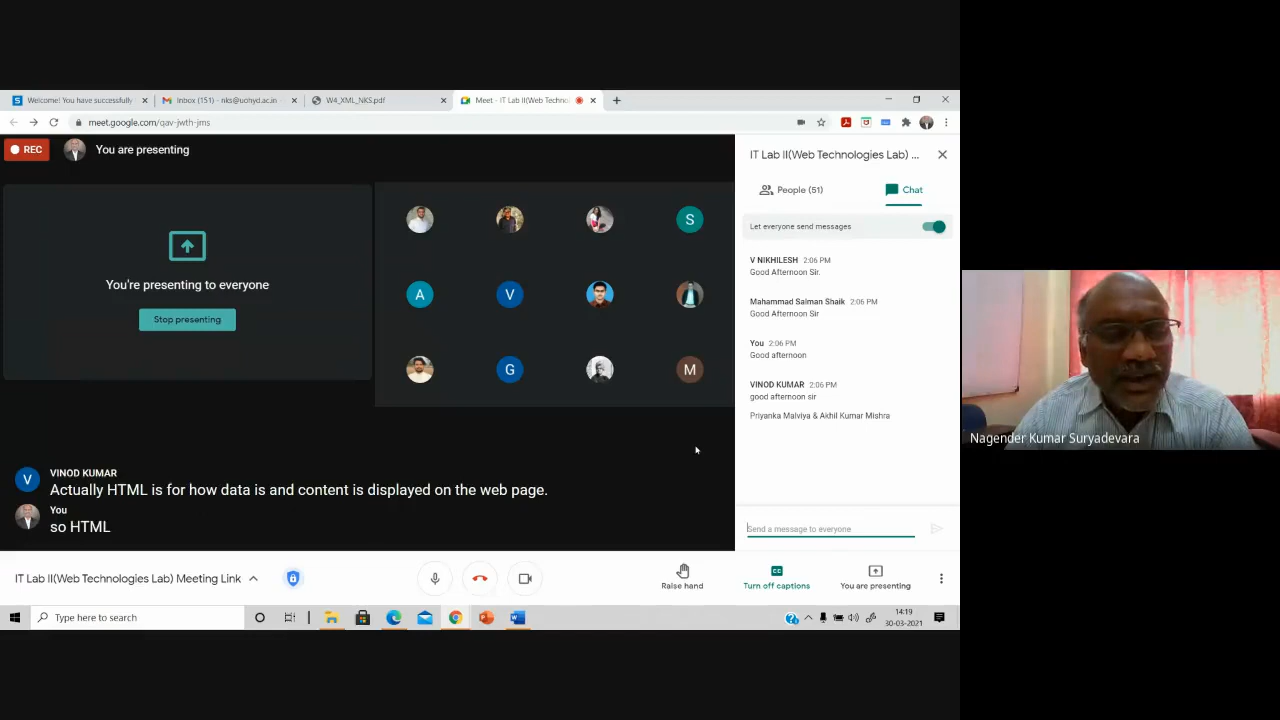 Welcome! You have successfully
Inbox (151) - nks@uohyd.ac.in
W4_XML_NKS.pdf
Meet - IT Lab II(Web Techno
meet.google.com/qav-jwth-jms
REC
You are presenting
You're presenting to everyone
Stop presenting
S
A
V
G
M
IT Lab II(Web Technologies Lab) ...
People (51)
Chat
Let everyone send messages
V NIKHILESH 2:06 PM
Good Afternoon Sir.
Mahammad Salman Shaik 2:06 PM
Good Afternoon Sir
You 2:06 PM
Good afternoon
VINOD KUMAR 2:06 PM
good afternoon sir
Priyanka Malviya & Akhil Kumar Mishra
Send a message to everyone
V
VINOD KUMAR
Actually HTML is for how data is and content is displayed on the web page.
You
so HTML
IT Lab II(Web Technologies Lab) Meeting Link
Raise hand
CC
Turn off captions
You are presenting
Type here to search
14:19
30-03-2021
Nagender Kumar Suryadevara